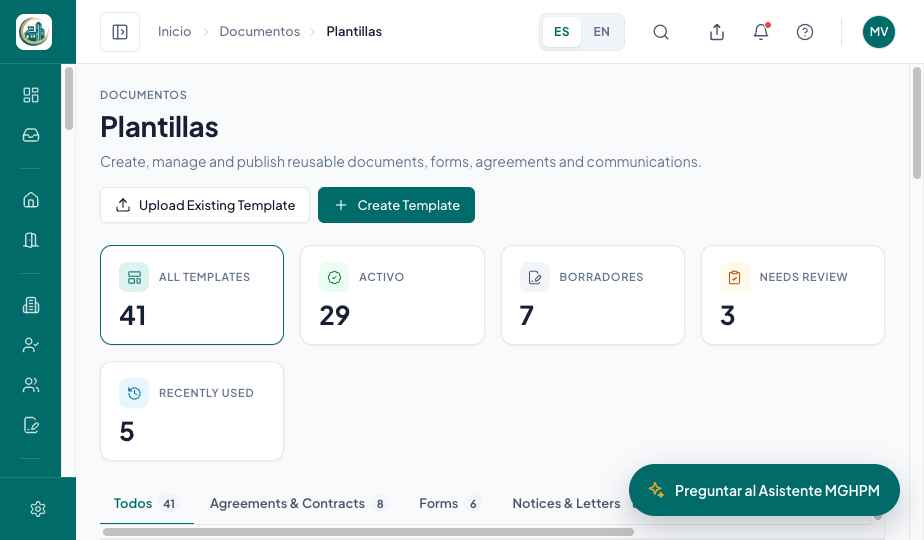 Inicio Documentos Plantillas ES EN MV
DOCUMENTOS
Plantillas
Create, manage and publish reusable documents, forms, agreements and communications.
Upload Existing Template Create Template
ALL TEMPLATES
41
ACTIVO
29
BORRADORES
7
NEEDS REVIEW
3
RECENTLY USED
5
Todos 41 Agreements & Contracts 8 Forms 6 Notices & Letters
Preguntar al Asistente MGHPM